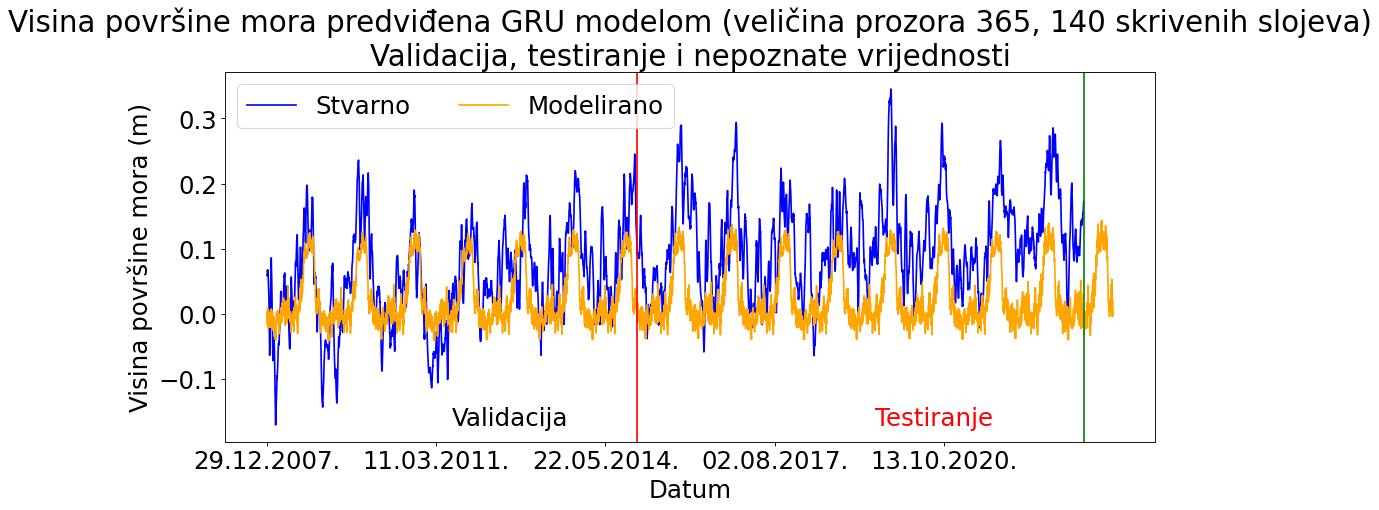 Visina površine mora predviđena GRU modelom (veličina prozora 365, 140 skrivenih slojeva)
Validacija, testiranje i nepoznate vrijednosti
Stvarno
Modelirano
Visina površine mora (m)
0.3
0.2
0.1
0.0
−0.1
Validacija
Testiranje
29.12.2007.
11.03.2011.
22.05.2014.
02.08.2017.
13.10.2020.
Datum